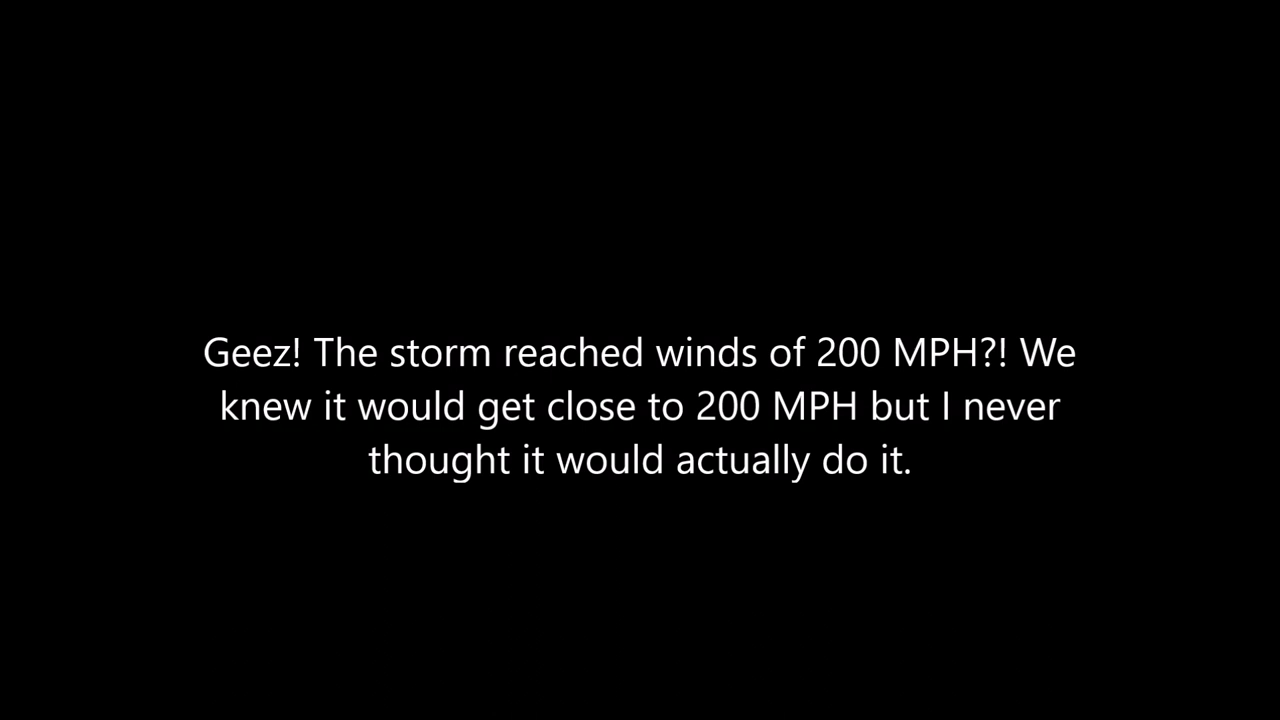 Geez! The storm reached winds of 200 MPH?! We
knew it would get close to 200 MPH but I never
thought it would actually do it.